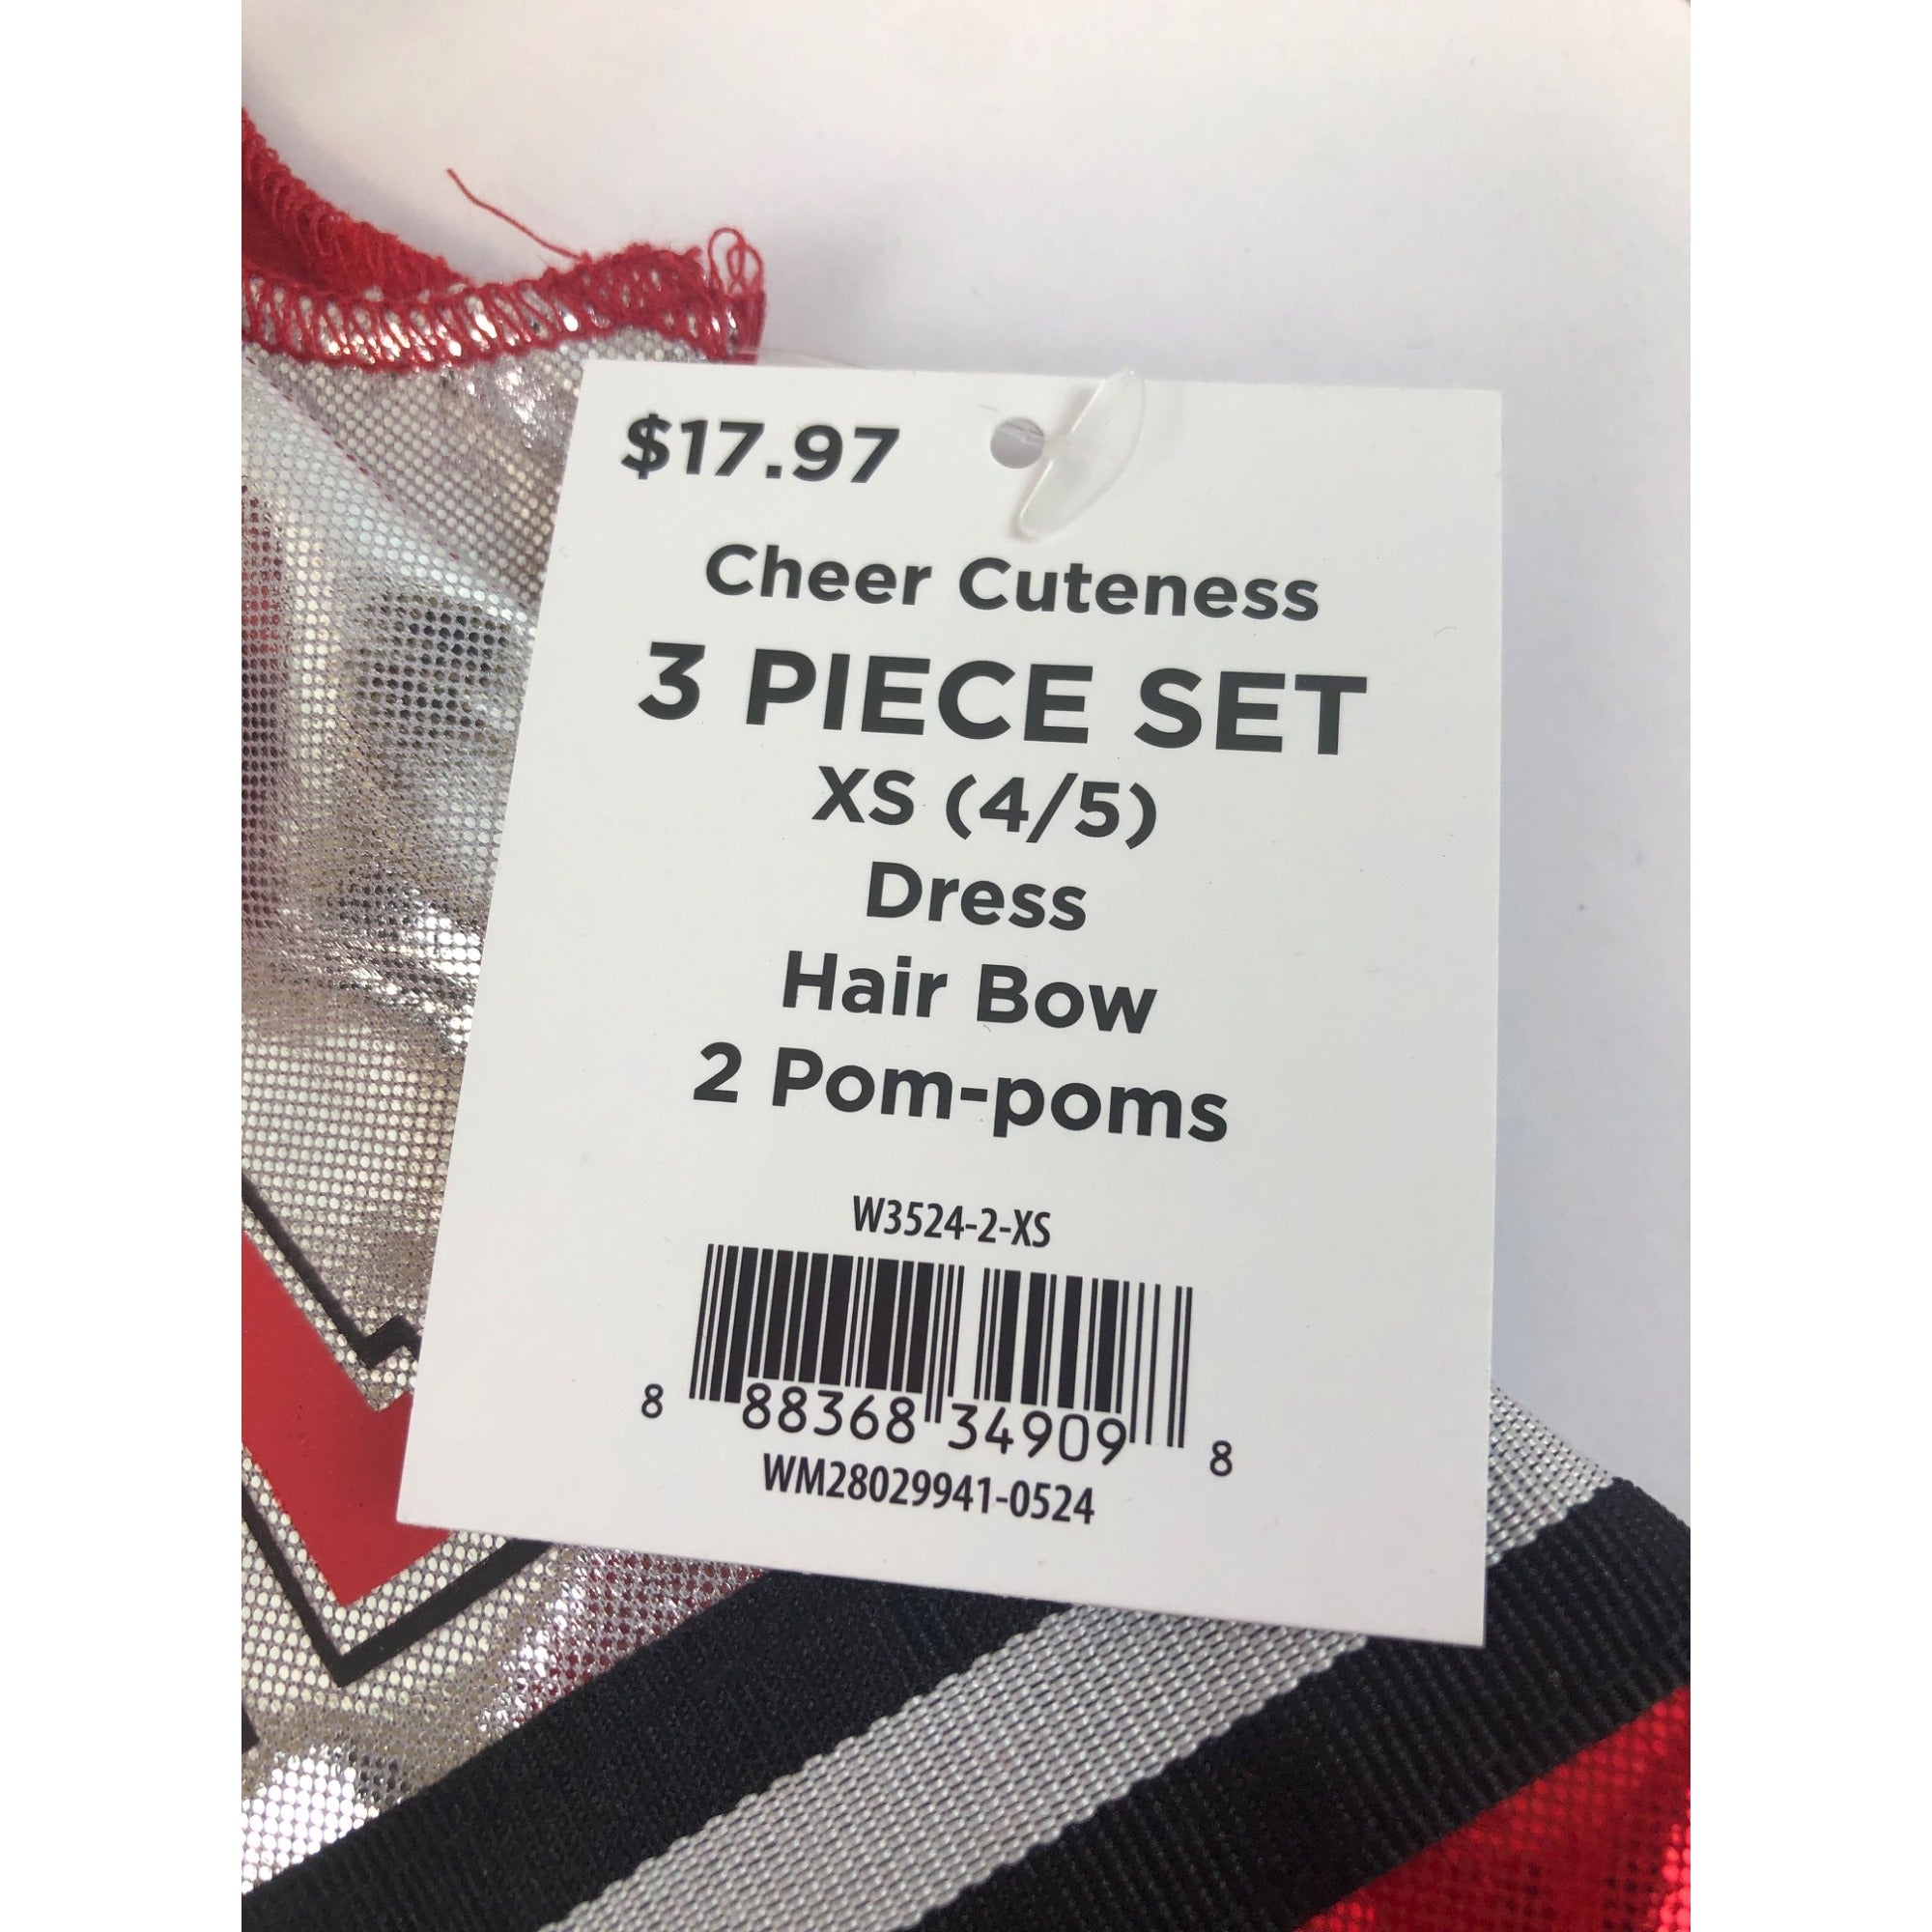 $17.97
Cheer Cuteness
3 PIECE SET
XS (4/5)
Dress
Hair Bow
2 Pom-poms
W3524-2-XS
8 88368 34909 8
WM28029941-0524